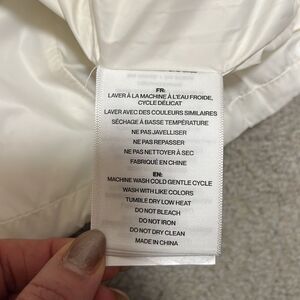 FR:
LAVER À LA MACHINE À L'EAU FROIDE,
CYCLE DÉLICAT
LAVER AVEC DES COULEURS SIMILAIRES
SÉCHAGE À BASSE TEMPÉRATURE
NE PAS JAVELLISER
NE PAS REPASSER
NE PAS NETTOYER À SEC
FABRIQUÉ EN CHINE
EN:
MACHINE WASH COLD GENTLE CYCLE
WASH WITH LIKE COLORS
TUMBLE DRY LOW HEAT
DO NOT BLEACH
DO NOT IRON
DO NOT DRY CLEAN
MADE IN CHINA